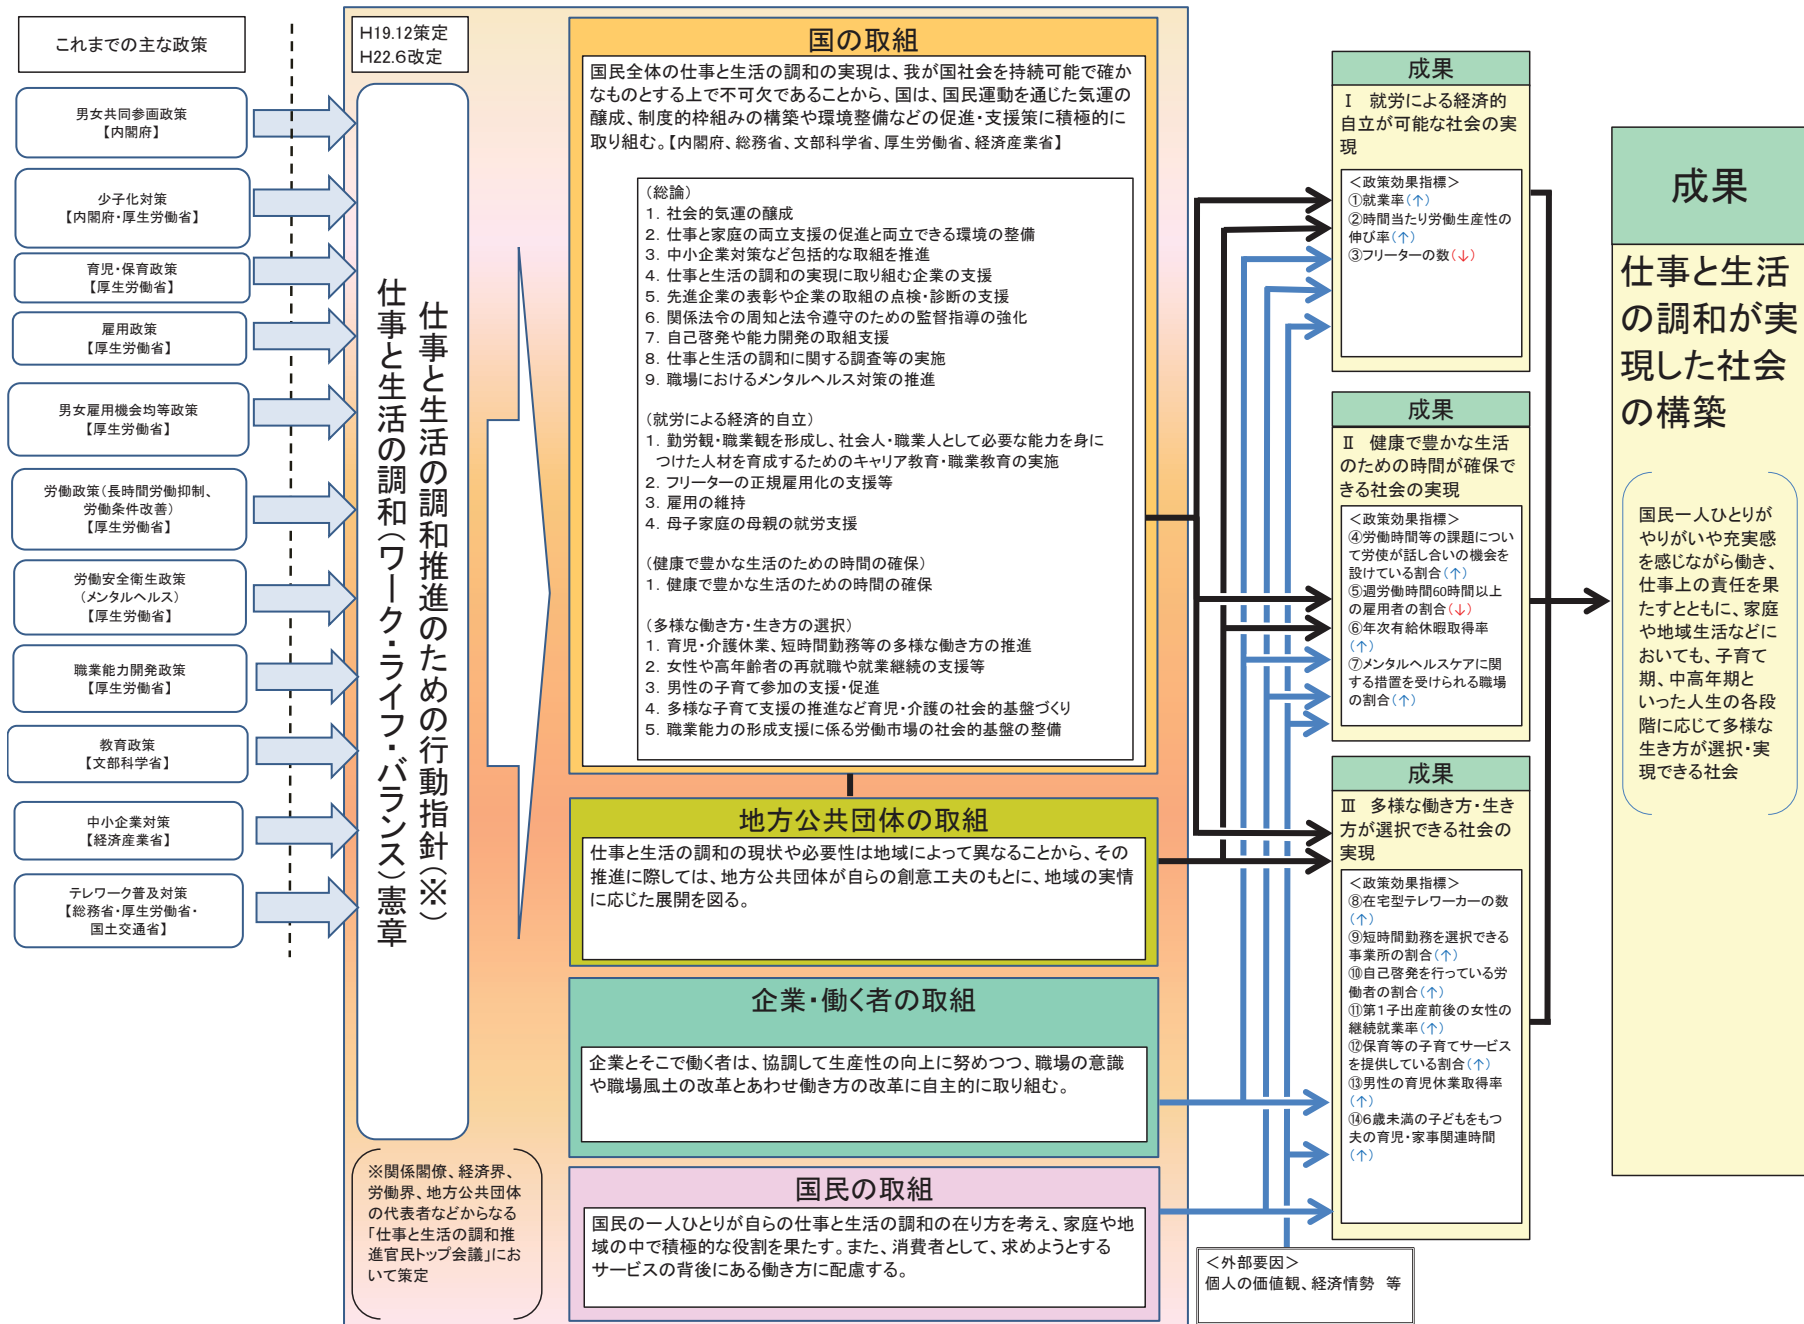 これまでの主な政策
男女共同参画政策
【内閣府】
少子化対策
【内閣府・厚生労働省】
育児・保育政策
【厚生労働省】
雇用政策
【厚生労働省】
男女雇用機会均等政策
【厚生労働省】
労働政策（長時間労働抑制、
労働条件改善）
【厚生労働省】
労働安全衛生政策
（メンタルヘルス）
【厚生労働省】
職業能力開発政策
【厚生労働省】
教育政策
【文部科学省】
中小企業対策
【経済産業省】
テレワーク普及対策
【総務省・厚生労働省・
国土交通省】
H19.12策定
H22.6改定
仕事と生活の調和推進のための行動指針（※）
仕事と生活の調和（ワーク・ライフ・バランス）憲章
※関係閣僚、経済界、
労働界、地方公共団体
の代表者などからなる
「仕事と生活の調和推
進官民トップ会議」にお
いて策定
国の取組
国民全体の仕事と生活の調和の実現は、我が国社会を持続可能で確か
なものとする上で不可欠であることから、国は、国民運動を通じた気運の
醸成、制度的枠組みの構築や環境整備などの促進・支援策に積極的に
取り組む。【内閣府、総務省、文部科学省、厚生労働省、経済産業省】
（総論）
1．社会的気運の醸成
2．仕事と家庭の両立支援の促進と両立できる環境の整備
3．中小企業対策など包括的な取組を推進
4．仕事と生活の調和の実現に取り組む企業の支援
5．先進企業の表彰や企業の取組の点検・診断の支援
6．関係法令の周知と法令遵守のための監督指導の強化
7．自己啓発や能力開発の取組支援
8．仕事と生活の調和に関する調査等の実施
9．職場におけるメンタルヘルス対策の推進
（就労による経済的自立）
1．勤労観・職業観を形成し、社会人・職業人として必要な能力を身に
つけた人材を育成するためのキャリア教育・職業教育の実施
2．フリーターの正規雇用化の支援等
3．雇用の維持
4．母子家庭の母親の就労支援
（健康で豊かな生活のための時間の確保）
1．健康で豊かな生活のための時間の確保
（多様な働き方・生き方の選択）
1．育児・介護休業、短時間勤務等の多様な働き方の推進
2．女性や高年齢者の再就職や就業継続の支援等
3．男性の子育て参加の支援・促進
4．多様な子育て支援の推進など育児・介護の社会的基盤づくり
5．職業能力の形成支援に係る労働市場の社会的基盤の整備
地方公共団体の取組
仕事と生活の調和の現状や必要性は地域によって異なることから、その
推進に際しては、地方公共団体が自らの創意工夫のもとに、地域の実情
に応じた展開を図る。
企業・働く者の取組
企業とそこで働く者は、協調して生産性の向上に努めつつ、職場の意識
や職場風土の改革とあわせ働き方の改革に自主的に取り組む。
国民の取組
国民の一人ひとりが自らの仕事と生活の調和の在り方を考え、家庭や地
域の中で積極的な役割を果たす。また、消費者として、求めようとする
サービスの背後にある働き方に配慮する。
成果
Ⅰ　就労による経済的
自立が可能な社会の実
現
＜政策効果指標＞
①就業率（↑）
②時間当たり労働生産性の
伸び率（↑）
③フリーターの数（↓）
成果
Ⅱ　健康で豊かな生活
のための時間が確保で
きる社会の実現
＜政策効果指標＞
④労働時間等の課題につい
て労使が話し合いの機会を
設けている割合（↑）
⑤週労働時間60時間以上
の雇用者の割合（↓）
⑥年次有給休暇取得率
（↑）
⑦メンタルヘルスケアに関
する措置を受けられる職場
の割合（↑）
成果
Ⅲ　多様な働き方・生き
方が選択できる社会の
実現
＜政策効果指標＞
⑧在宅型テレワーカーの数
（↑）
⑨短時間勤務を選択できる
事業所の割合（↑）
⑩自己啓発を行っている労
働者の割合（↑）
⑪第1子出産前後の女性の
継続就業率（↑）
⑫保育等の子育てサービス
を提供している割合（↑）
⑬男性の育児休業取得率
（↑）
⑭6歳未満の子どもをもつ
夫の育児・家事関連時間
（↑）
＜外部要因＞
個人の価値観、経済情勢　等
成果
仕事と生活
の調和が実
現した社会
の構築
国民一人ひとりが
やりがいや充実感
を感じながら働き、
仕事上の責任を果
たすとともに、家庭
や地域生活などに
おいても、子育て
期、中高年期と
いった人生の各段
階に応じて多様な
生き方が選択・実
現できる社会